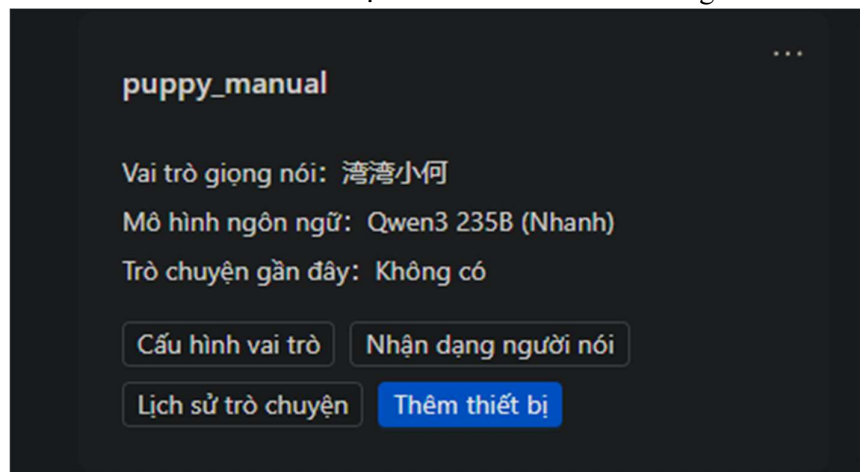 puppy_manual
Vai trò giọng nói: 湾湾小何
Mô hình ngôn ngữ: Qwen3 235B (Nhanh)
Trò chuyện gần đây: Không có
Cấu hình vai trò Nhận dạng người nói
Lịch sử trò chuyện Thêm thiết bị